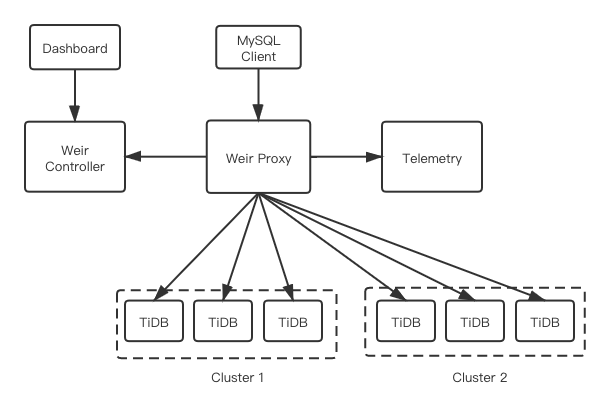 Dashboard
MySQL
Client
Weir
Controller
Weir Proxy
Telemetry
TiDB
TiDB
TiDB
TiDB
TiDB
TiDB
Cluster 1
Cluster 2